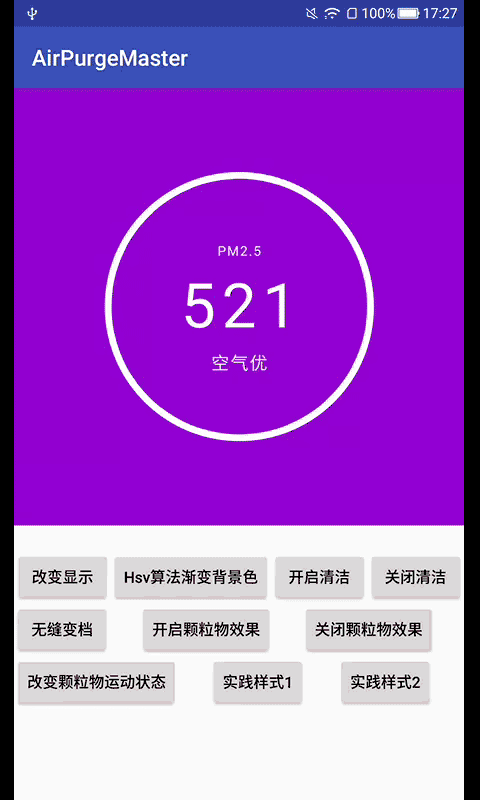 100% 17:27
AirPurgeMaster
PM2.5
521
空气优
改变显示 Hsv算法渐变背景色 开启清洁 关闭清洁
无缝变档 开启颗粒物效果 关闭颗粒物效果
改变颗粒物运动状态 实践样式1 实践样式2